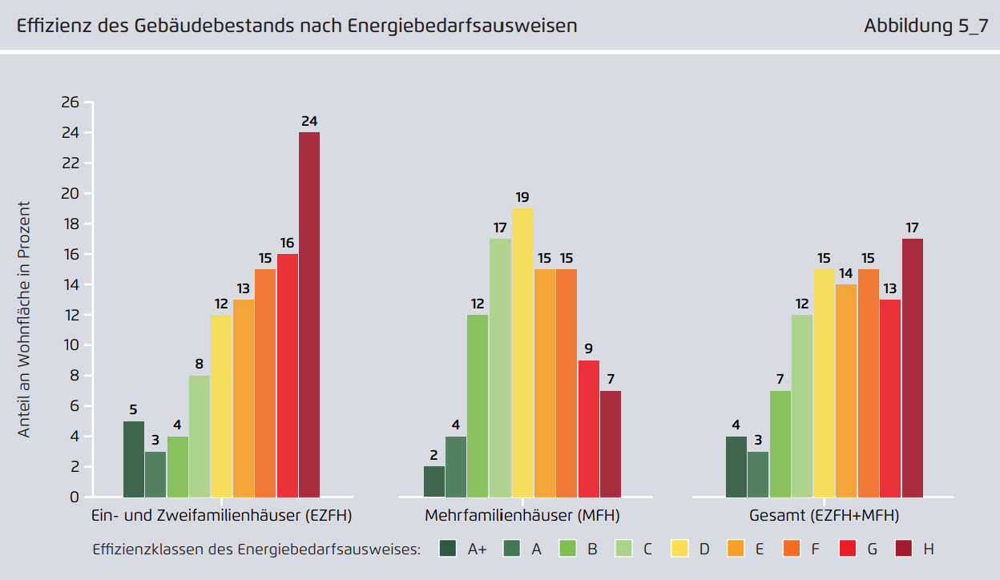 Effizienz des Gebäudebestands nach Energiebedarfsausweisen
Abbildung 5_7
Anteil an Wohnfläche in Prozent
26
24
22
20
18
16
14
12
10
8
6
4
2
0
5 3 4 8 12 13 15 16 24
2 4 12 17 19 15 15 9 7
4 3 7 12 15 14 15 13 17
Ein- und Zweifamilienhäuser (EZFH)
Mehrfamilienhäuser (MFH)
Gesamt (EZFH+MFH)
Effizienzklassen des Energiebedarfsausweises: A+ A B C D E F G H